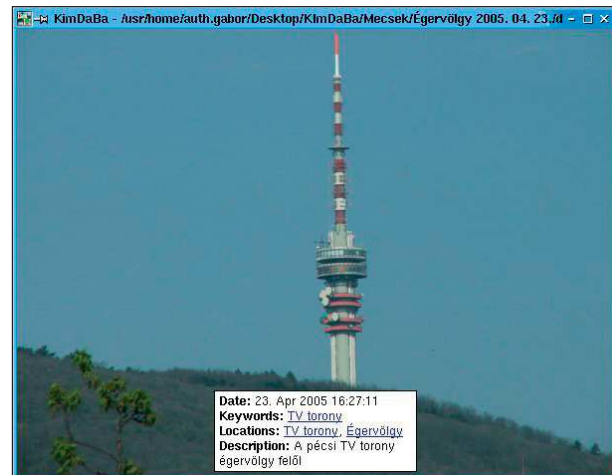 KimDaBa - /usr/home/auth.gabor/Desktop/KImDaBa/Mecsek/Égervölgy 2005. 04. 23./d
Date: 23. Apr 2005 16:27:11
Keywords: TV torony
Locations: TV torony, Égervölgy
Description: A pécsi TV torony
égervölgy felől